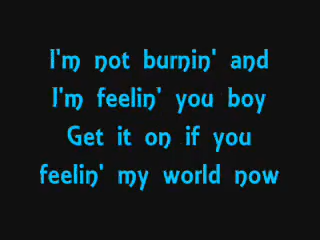 I'm not burnin' and
I'm feelin' you boy
Get it on if you
feelin' my world now